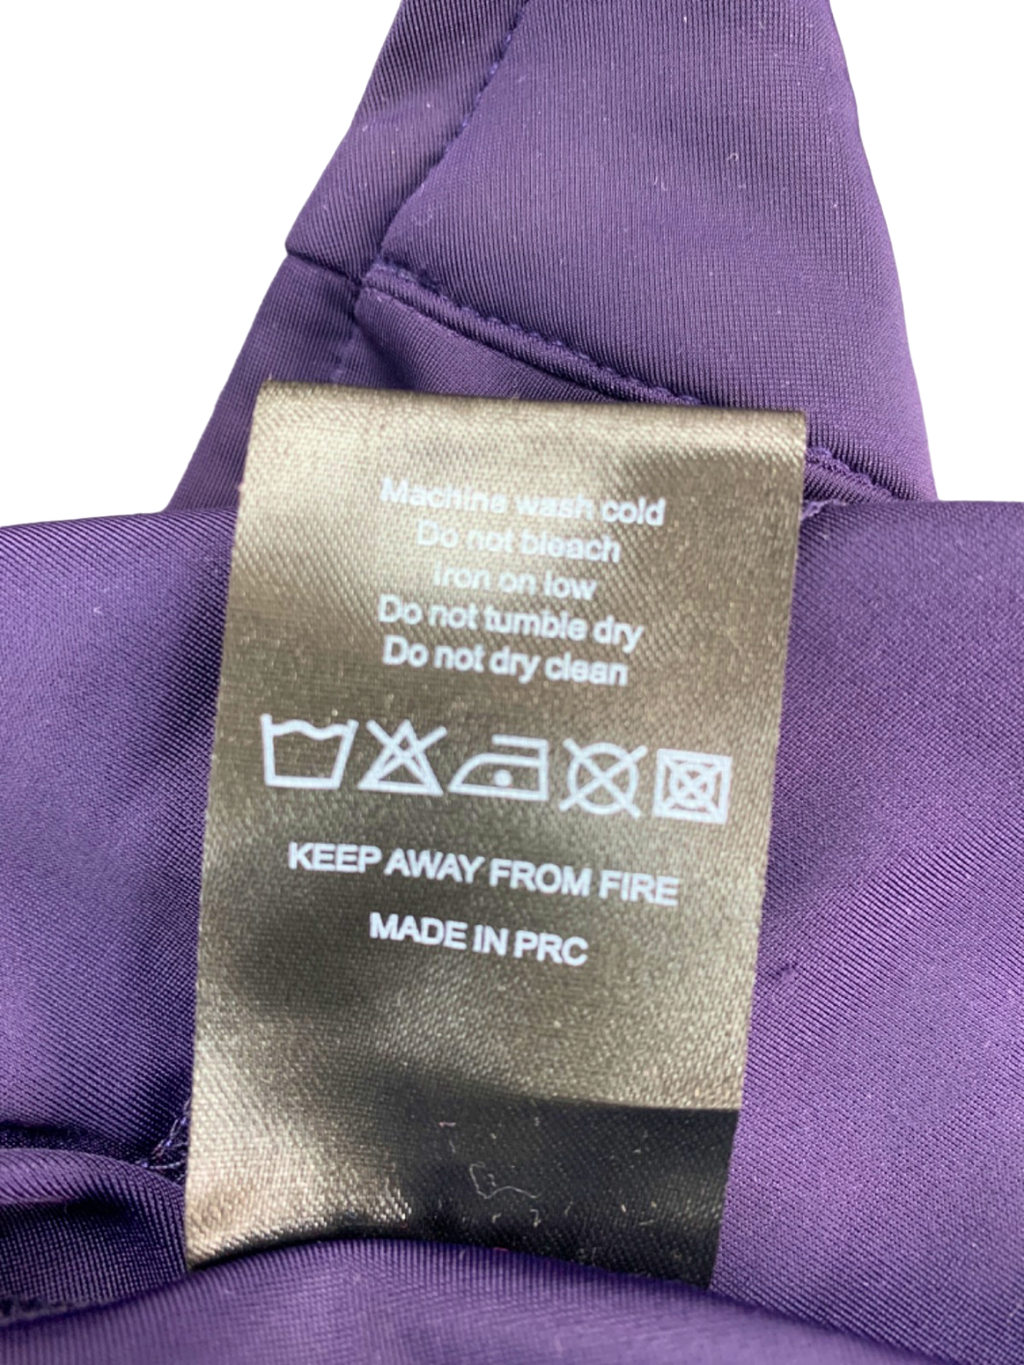 Machine wash cold
Do not bleach
Iron on low
Do not tumble dry
Do not dry clean
KEEP AWAY FROM FIRE
MADE IN PRC